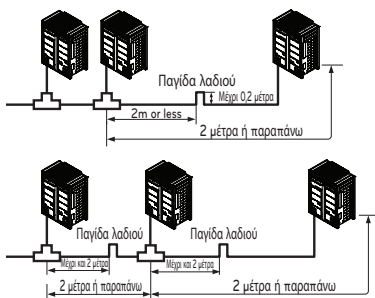 Παγίδα λαδιού
Μέχρι 0,2 μέτρα
2m or less
2 μέτρα ή παραπάνω
Παγίδα λαδιού Παγίδα λαδιού
Μέχρι και 2 μέτρα Μέχρι και 2 μέτρα
2 μέτρα ή παραπάνω 2 μέτρα ή παραπάνω